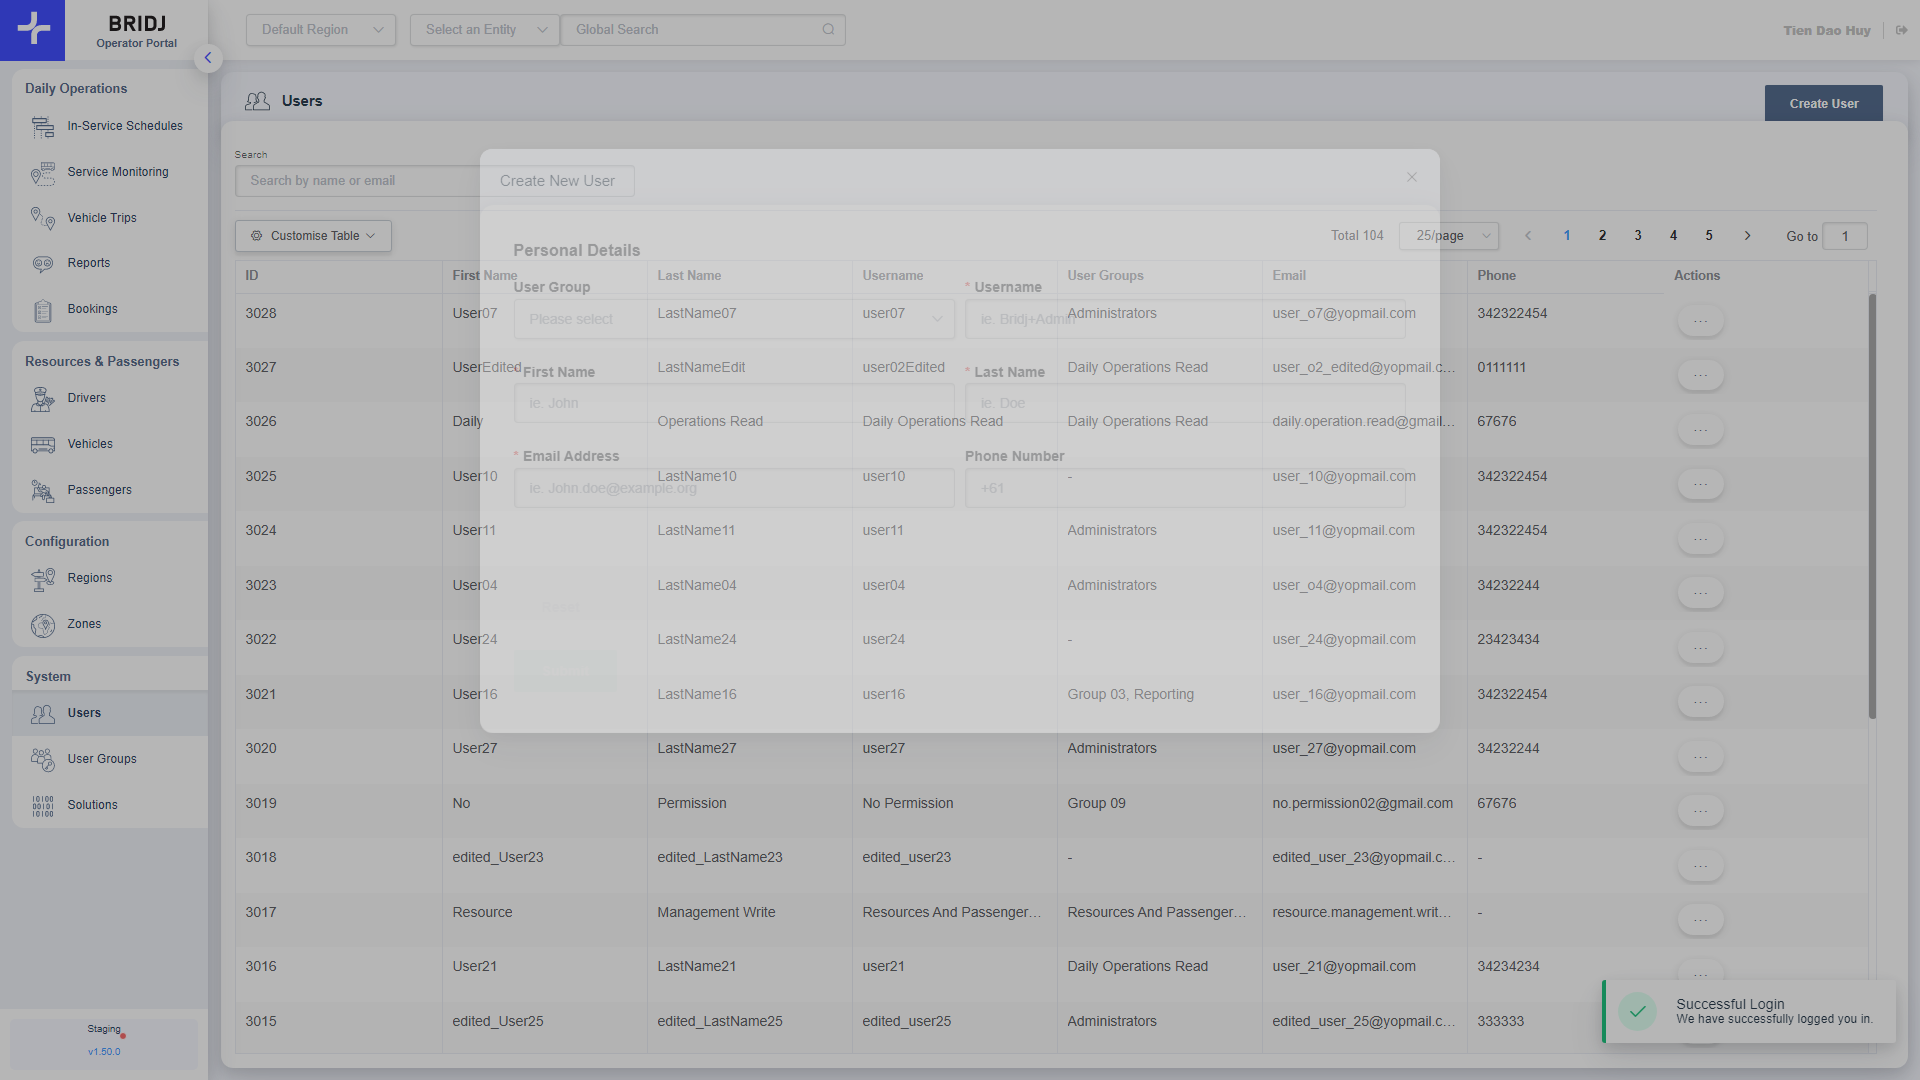 BRIDJ
Operator Portal
Default Region
Select an Entity
Global Search
Tien Dao Huy
Daily Operations
In-Service Schedules
Service Monitoring
Vehicle Trips
Reports
Bookings
Resources & Passengers
Drivers
Vehicles
Passengers
Configuration
Regions
Zones
System
Users
User Groups
Solutions
Staging
v1.50.0
Users
Create User
Search
Search by name or email
Customise Table
Total 104
25/page
1 2 3 4 5
Go to 1
ID First Name Last Name Username User Groups Email Phone Actions
3028 User07 LastName07 user07 Administrators user_o7@yopmail.com 342322454 ...
3027 UserEdited LastNameEdit user02Edited Daily Operations Read user_o2_edited@yopmail.c... 0111111 ...
3026 Daily Operations Read Daily Operations Read Daily Operations Read daily.operation.read@gmail... 67676 ...
3025 User10 LastName10 user10 - user_10@yopmail.com 342322454 ...
3024 User11 LastName11 user11 Administrators user_11@yopmail.com 342322454 ...
3023 User04 LastName04 user04 Administrators user_o4@yopmail.com 34232244 ...
3022 User24 LastName24 user24 - user_24@yopmail.com 23423434 ...
3021 User16 LastName16 user16 Group 03, Reporting user_16@yopmail.com 342322454 ...
3020 User27 LastName27 user27 Administrators user_27@yopmail.com 34232244 ...
3019 No Permission No Permission Group 09 no.permission02@gmail.com 67676 ...
3018 edited_User23 edited_LastName23 edited_user23 - edited_user_23@yopmail.c... - ...
3017 Resource Management Write Resources And Passenger... Resources And Passenger... resource.management.writ... - ...
3016 User21 LastName21 user21 Daily Operations Read user_21@yopmail.com 34234234 ...
3015 edited_User25 edited_LastName25 edited_user25 Administrators edited_user_25@yopmail.c... 333333
Create New User
Personal Details
User Group
Please select
* Username
ie. Bridj+Admin
* First Name
ie. John
* Last Name
ie. Doe
* Email Address
ie. John.doe@example.org
Phone Number
+61
Successful Login
We have successfully logged you in.